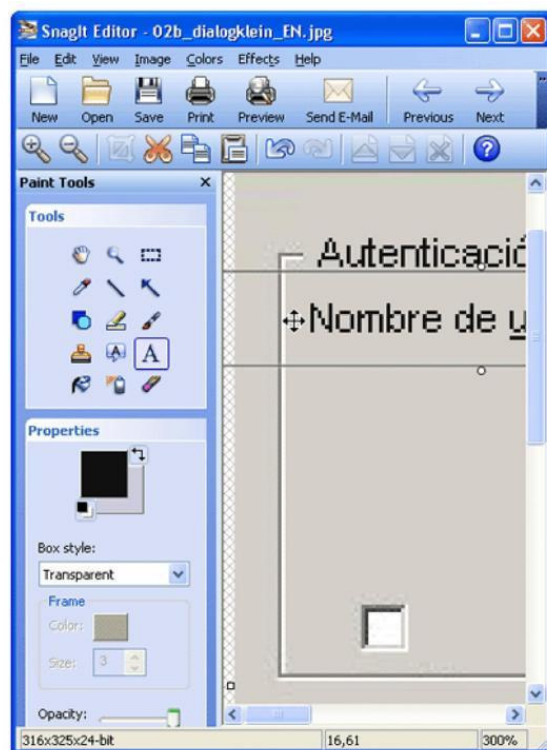 SnagIt Editor - 02b_dialogklein_EN.jpg
File Edit View Image Colors Effects Help
New Open Save Print Preview Send E-Mail Previous Next
Paint Tools
Tools
A
Properties
Box style:
Transparent
Frame
Color:
Size: 3
Opacity:
Autenticació
Nombre de u
316x325x24-bit 16,61 300%